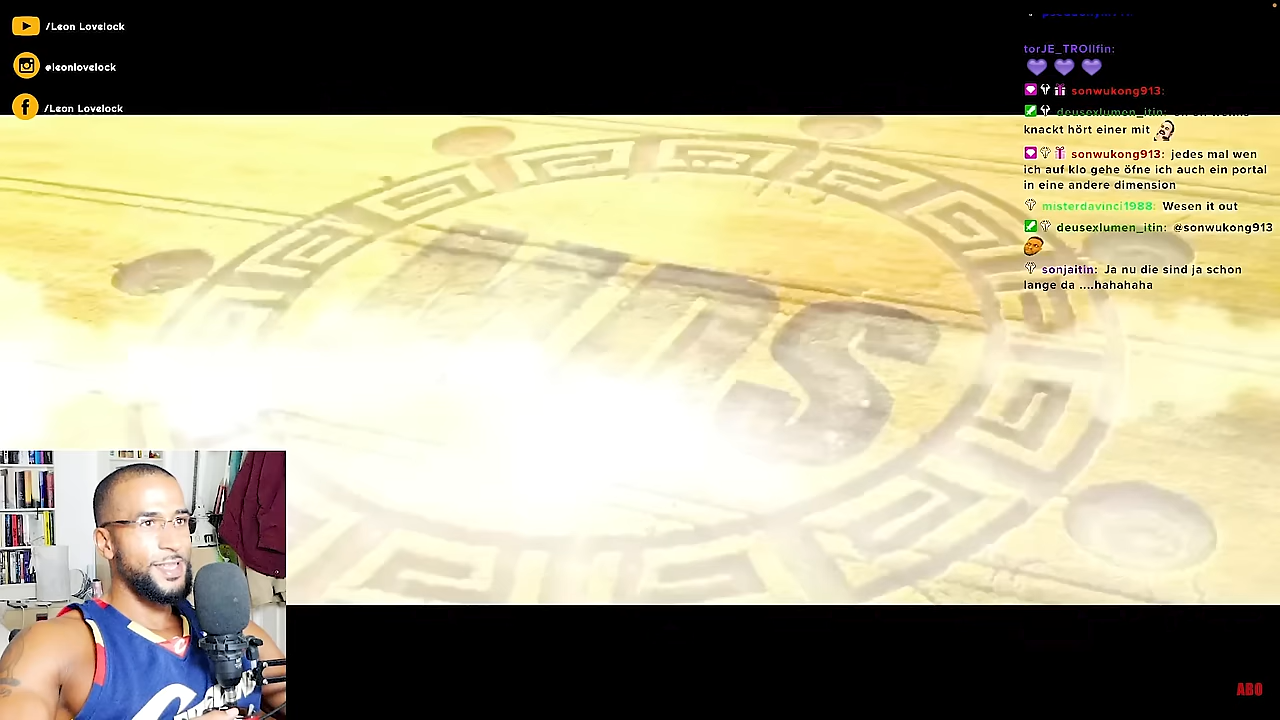 /Leon Lovelock
@leonlovelock
/Leon Lovelock
torJE_TROllfin:
sonwukong913:
deusexlumen_itin:
knackt hört einer mit
sonwukong913: jedes mal wen
ich auf klo gehe öfne ich auch ein portal
in eine andere dimension
misterdavinci1988: Wesen it out
deusexlumen_itin: @sonwukong913
sonjaitin: Ja nu die sind ja schon
lange da ....hahahaha
ABO